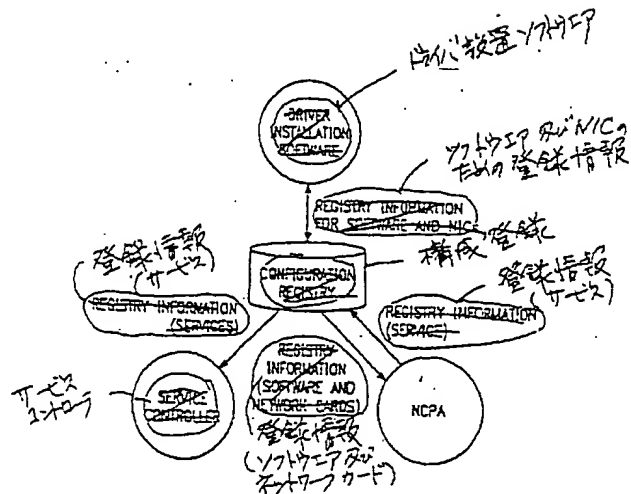 ドライバ設置ソフトウェア
DRIVER
INSTALLATION
SOFTWARE
ソフトウェア及びNICの
ための登録情報
REGISTRY INFORMATION
FOR SOFTWARE AND NICS
構成登録
登録情報
(サービス)
CONFIGURATION
REGISTRY
登録情報
(サービス)
REGISTRY INFORMATION
(SERVICES)
REGISTRY INFORMATION
(SERVICE)
REGISTRY
INFORMATION
(SOFTWARE AND
NETWORK CARDS)
サービス
コントローラ
SERVICE
CONTROLLER
NCPA
登録情報
(ソフトウェア及び
ネットワークカード)